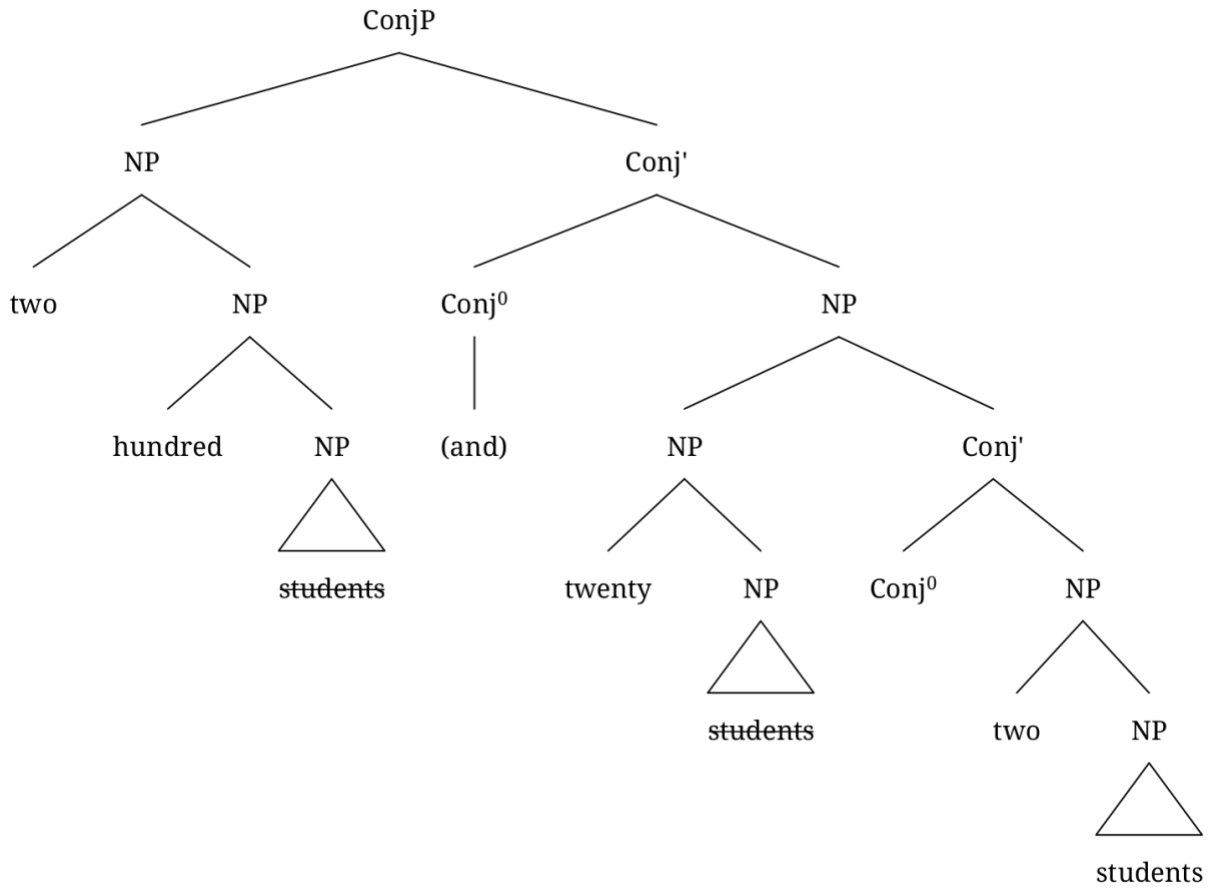 ConjP
NP Conj'
two NP Conj⁰ NP
hundred NP (and) NP Conj'
students twenty NP Conj⁰ NP
students two NP
students